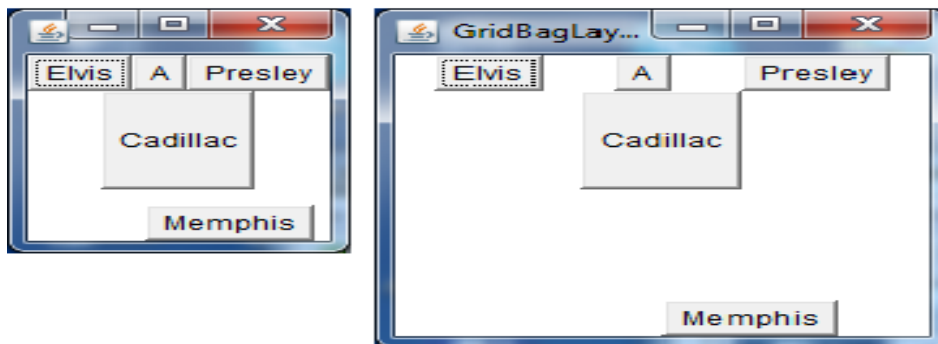 Elvis A Presley
Cadillac
Memphis
GridBagLay...
Elvis A Presley
Cadillac
Memphis